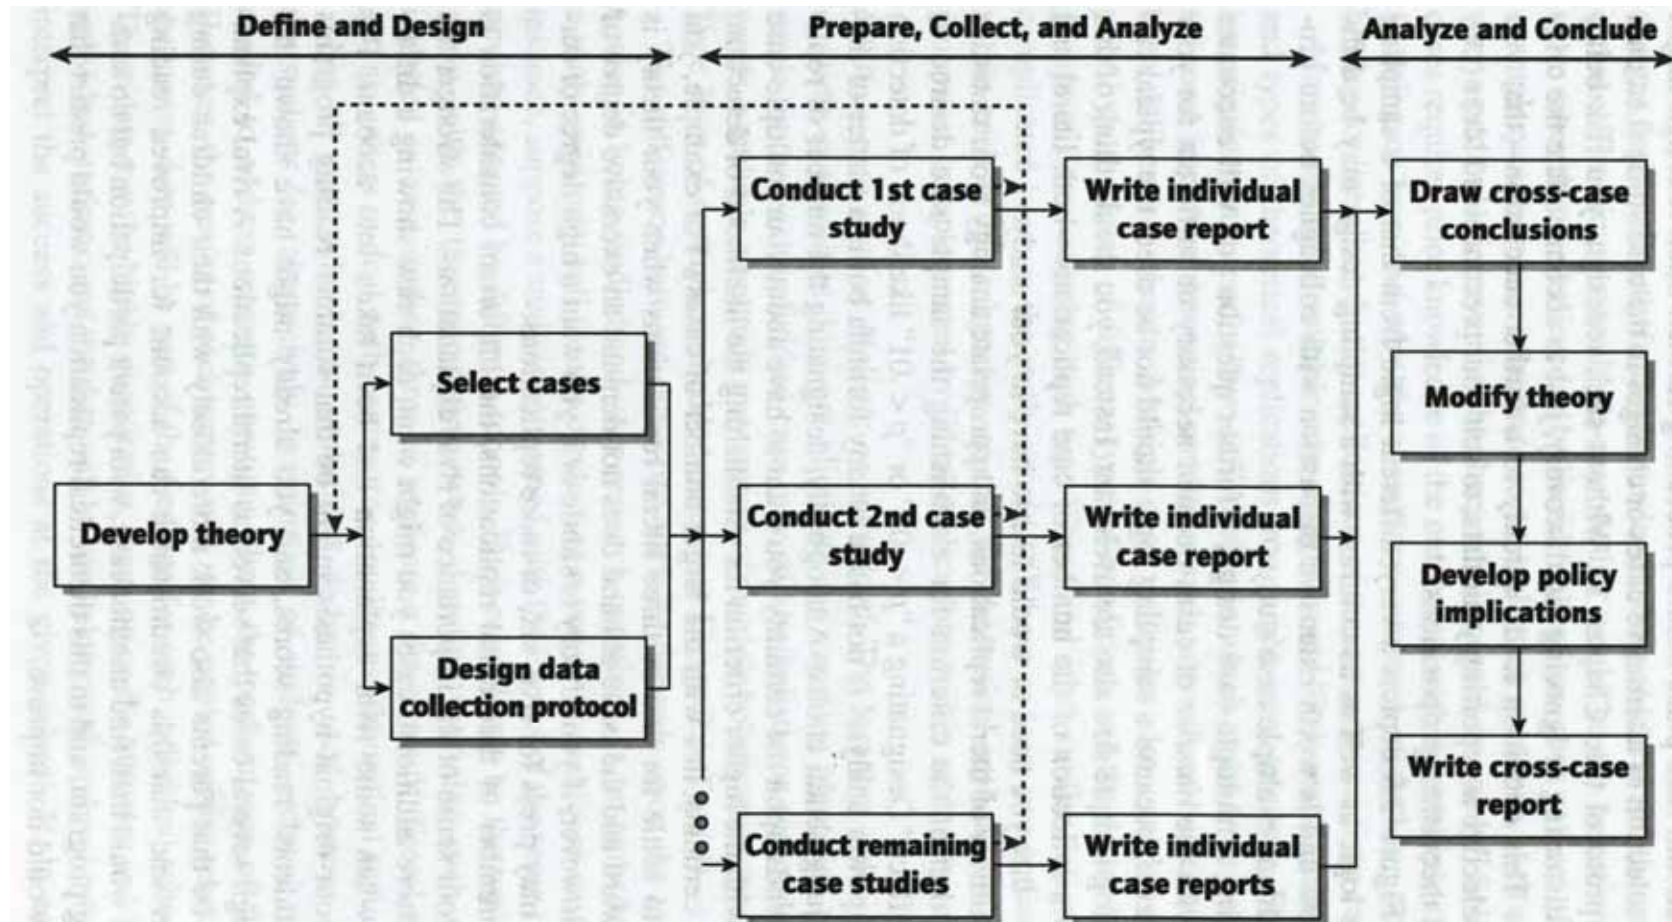 Define and Design
Prepare, Collect, and Analyze
Analyze and Conclude
Conduct 1st case
study
Write individual
case report
Draw cross-case
conclusions
Select cases
Modify theory
Develop theory
Conduct 2nd case
study
Write individual
case report
Develop policy
implications
Design data
collection protocol
Write cross-case
report
Conduct remaining
case studies
Write individual
case reports